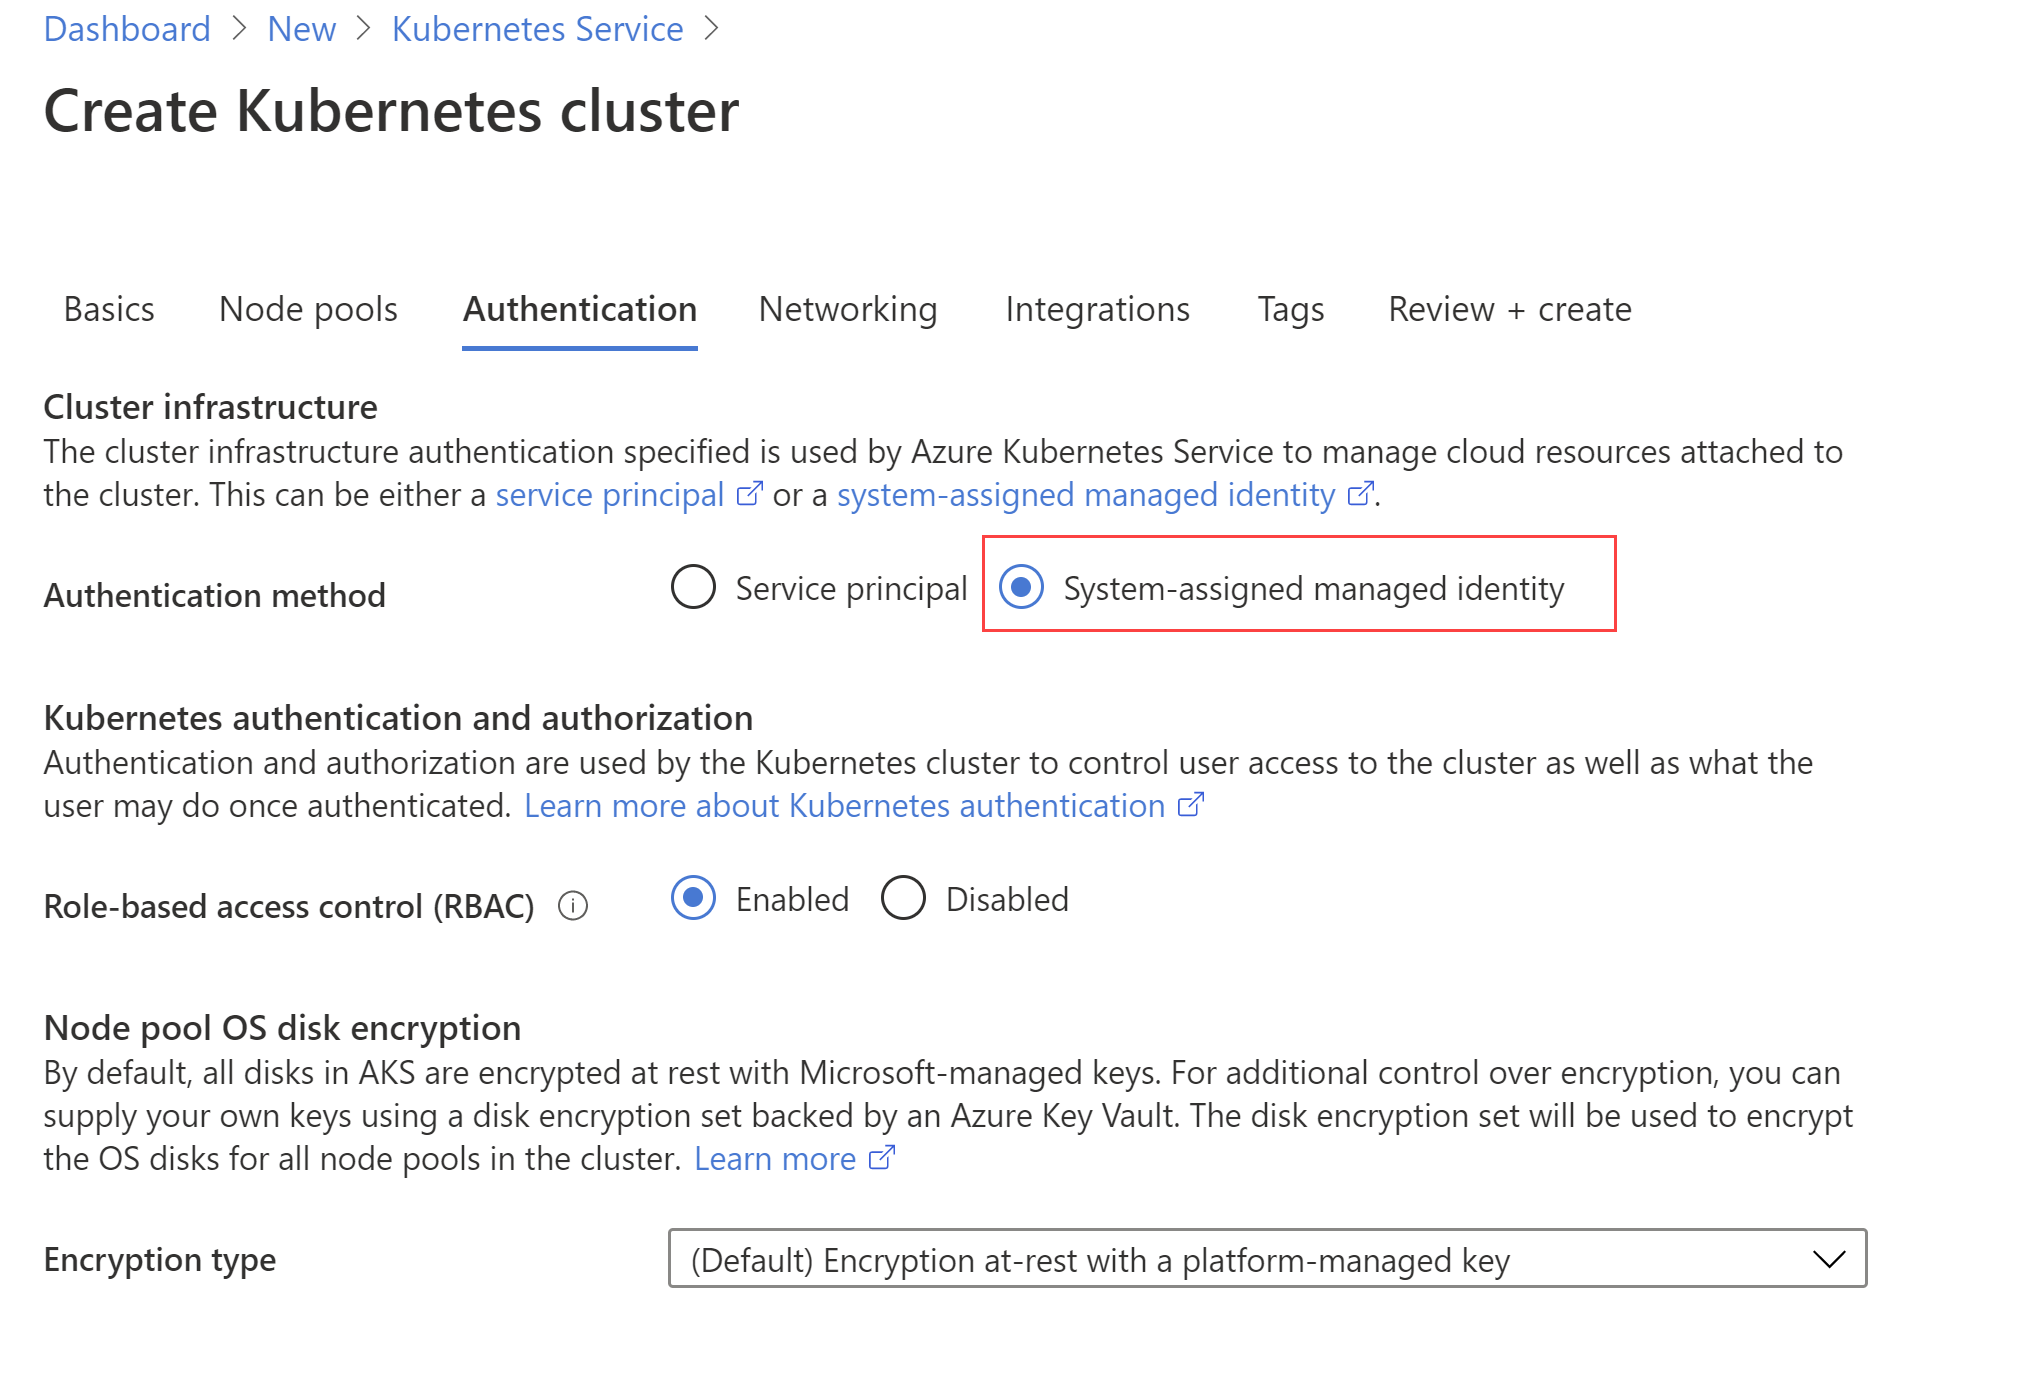 Dashboard > New > Kubernetes Service >
Create Kubernetes cluster
Basics Node pools Authentication Networking Integrations Tags Review + create
Cluster infrastructure
The cluster infrastructure authentication specified is used by Azure Kubernetes Service to manage cloud resources attached to
the cluster. This can be either a service principal or a system-assigned managed identity .
Authentication method Service principal System-assigned managed identity
Kubernetes authentication and authorization
Authentication and authorization are used by the Kubernetes cluster to control user access to the cluster as well as what the
user may do once authenticated. Learn more about Kubernetes authentication
Role-based access control (RBAC) Enabled Disabled
Node pool OS disk encryption
By default, all disks in AKS are encrypted at rest with Microsoft-managed keys. For additional control over encryption, you can
supply your own keys using a disk encryption set backed by an Azure Key Vault. The disk encryption set will be used to encrypt
the OS disks for all node pools in the cluster. Learn more
Encryption type (Default) Encryption at-rest with a platform-managed key